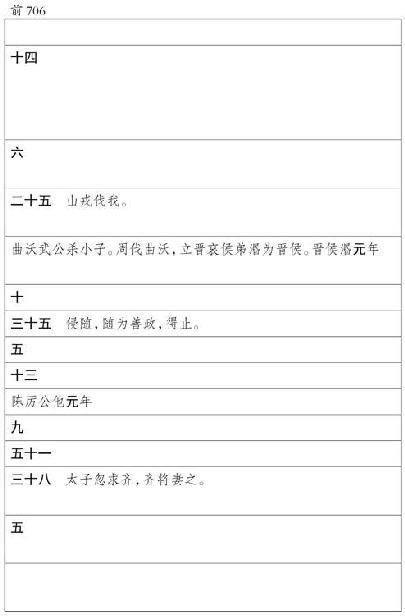 前 706
十四
六
二十五 山戎伐我。
曲沃武公杀小子。周伐曲沃，立晋哀侯弟湣为晋侯。晋侯湣元年
十
三十五 侵随，随为善政，得止。
五
十三
陈厉公他元年
九
五十一
三十八 太子忽求齐，齐将妻之。
五